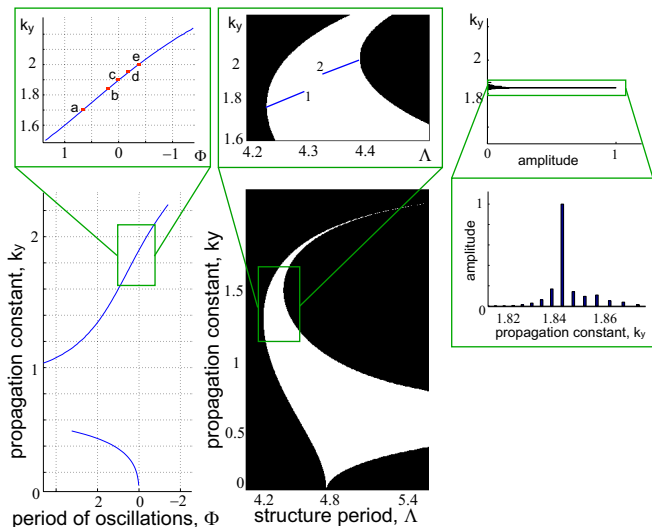 k_y
2
1.8
1.6
a
b
c
d
e
1
0
−1
Φ
k_y
2
1.8
1.6
1
2
4.2
4.3
4.4
Λ
k_y
2
1.8
0
1
amplitude
1
0
amplitude
1.82
1.84
1.86
propagation constant, k_y
propagation constant, k_y
2
1
0
2
0
−2
period of oscillations, Φ
propagation constant, ky
2
1.5
1
0.5
0
4.2
4.8
5.4
structure period, Λ